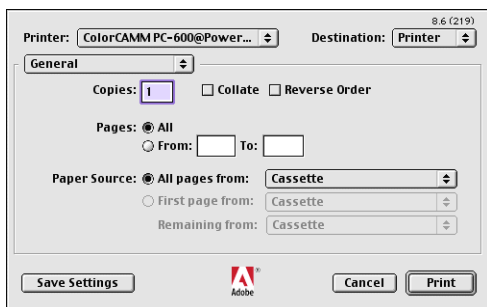 8.6 (219)
Printer: ColorCAMM PC-600@Power... Destination: Printer
General
Copies: 1 Collate Reverse Order
Pages: All
From: To:
Paper Source: All pages from: Cassette
First page from: Cassette
Remaining from: Cassette
Save Settings Adobe® Cancel Print